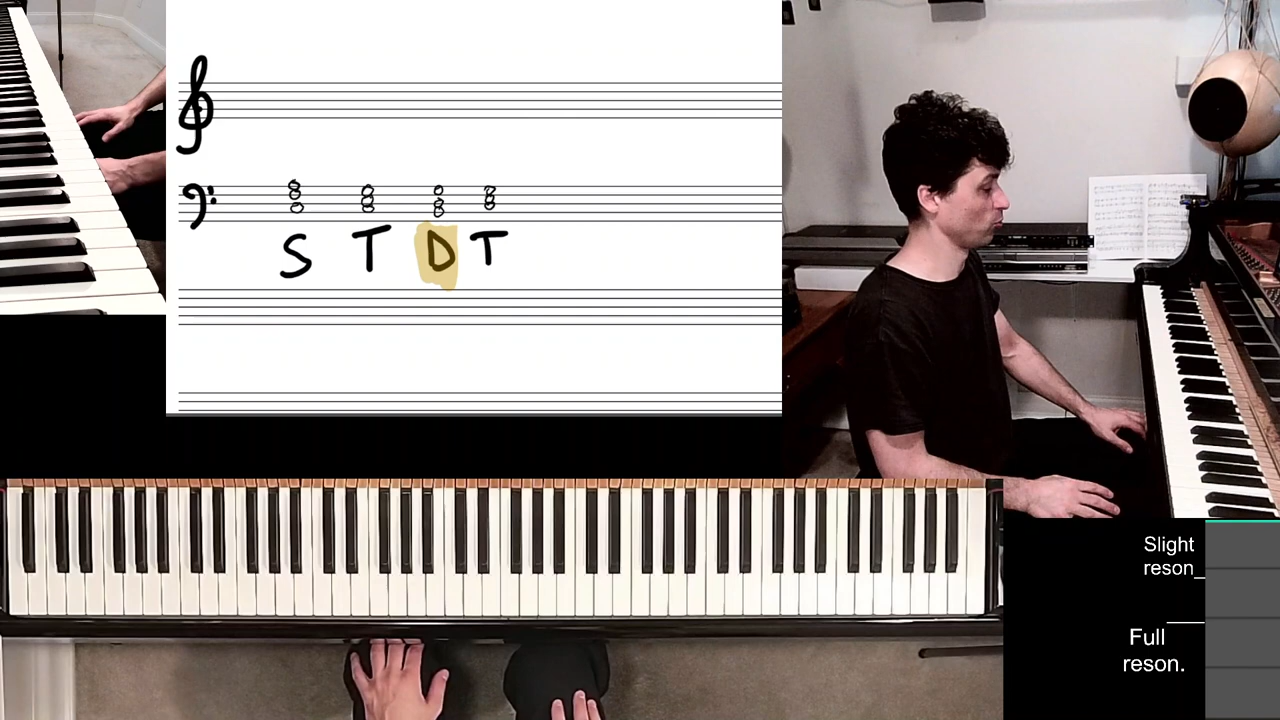 S T D T
Slight
reson_
Full
reson.